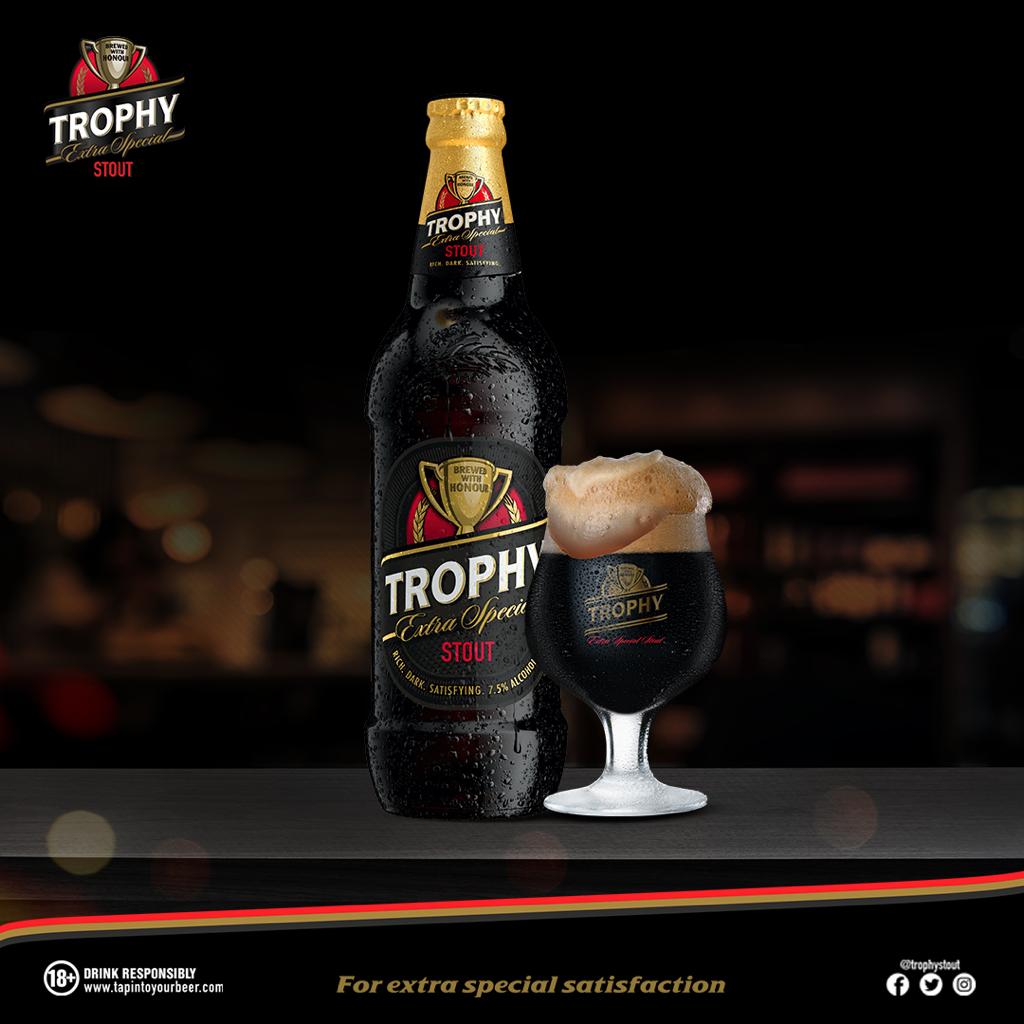 BREWED
WITH
HONOUR
TROPHY
Extra Special
STOUT
BREWED
WITH
HONOUR
TROPHY
Extra Special
STOUT
RICH. DARK. SATISFYING.
BREWED
WITH
HONOUR
TROPHY
Extra Specia
STOUT
RICH. DARK. SATISFYING. 7.5% ALCOHOL
TROPHY
Extra Special Stout
18+ DRINK RESPONSIBLY
www.tapintoyourbeer.com
For extra special satisfaction
@trophystout